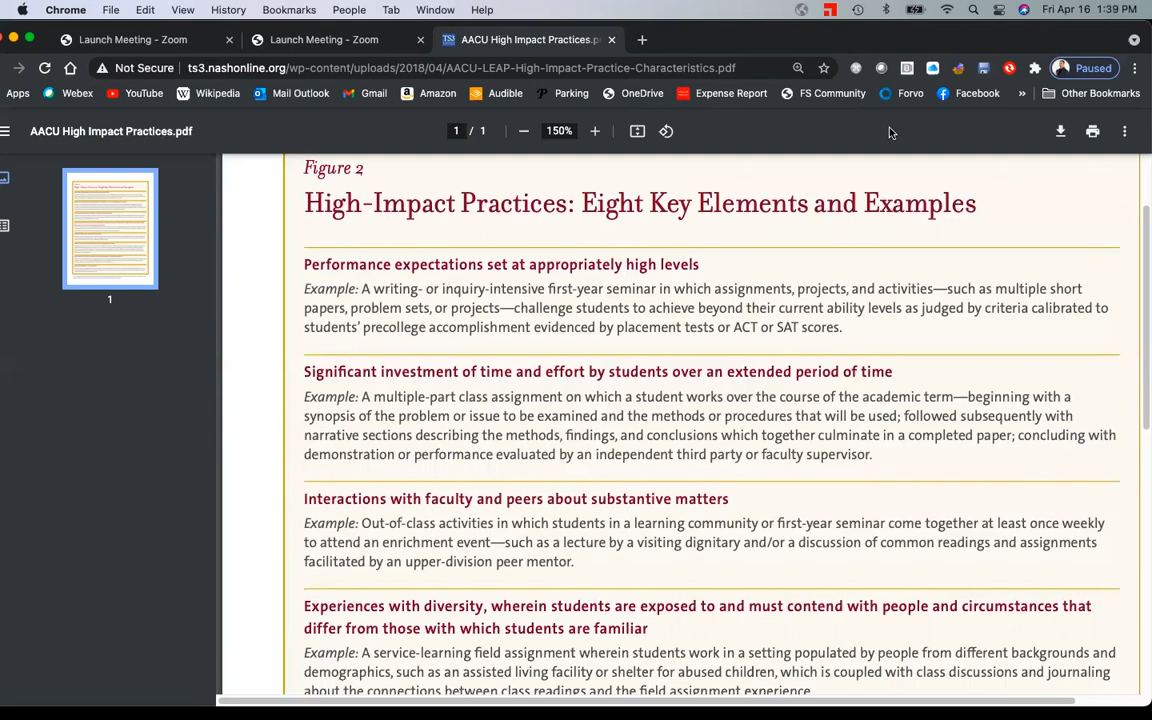 Chrome File Edit View History Bookmarks People Tab Window Help Fri Apr 16 1:39 PM
Launch Meeting - Zoom Launch Meeting - Zoom AACU High Impact Practices.p
Not Secure ts3.nashonline.org/wp-content/uploads/2018/04/AACU-LEAP-High-Impact-Practice-Characteristics.pdf Paused
Apps Webex YouTube Wikipedia Mail Outlook Gmail Amazon Audible Parking OneDrive Expense Report FS Community Forvo Facebook » Other Bookmarks
AACU High Impact Practices.pdf 1 / 1 150%
1
Figure 2
High-Impact Practices: Eight Key Elements and Examples
Performance expectations set at appropriately high levels
Example: A writing- or inquiry-intensive first-year seminar in which assignments, projects, and activities—such as multiple short
papers, problem sets, or projects—challenge students to achieve beyond their current ability levels as judged by criteria calibrated to
students’ precollege accomplishment evidenced by placement tests or ACT or SAT scores.
Significant investment of time and effort by students over an extended period of time
Example: A multiple-part class assignment on which a student works over the course of the academic term—beginning with a
synopsis of the problem or issue to be examined and the methods or procedures that will be used; followed subsequently with
narrative sections describing the methods, findings, and conclusions which together culminate in a completed paper; concluding with
demonstration or performance evaluated by an independent third party or faculty supervisor.
Interactions with faculty and peers about substantive matters
Example: Out-of-class activities in which students in a learning community or first-year seminar come together at least once weekly
to attend an enrichment event—such as a lecture by a visiting dignitary and/or a discussion of common readings and assignments
facilitated by an upper-division peer mentor.
Experiences with diversity, wherein students are exposed to and must contend with people and circumstances that
differ from those with which students are familiar
Example: A service-learning field assignment wherein students work in a setting populated by people from different backgrounds and
demographics, such as an assisted living facility or shelter for abused children, which is coupled with class discussions and journaling
about the connections between class readings and the field assignment experience.